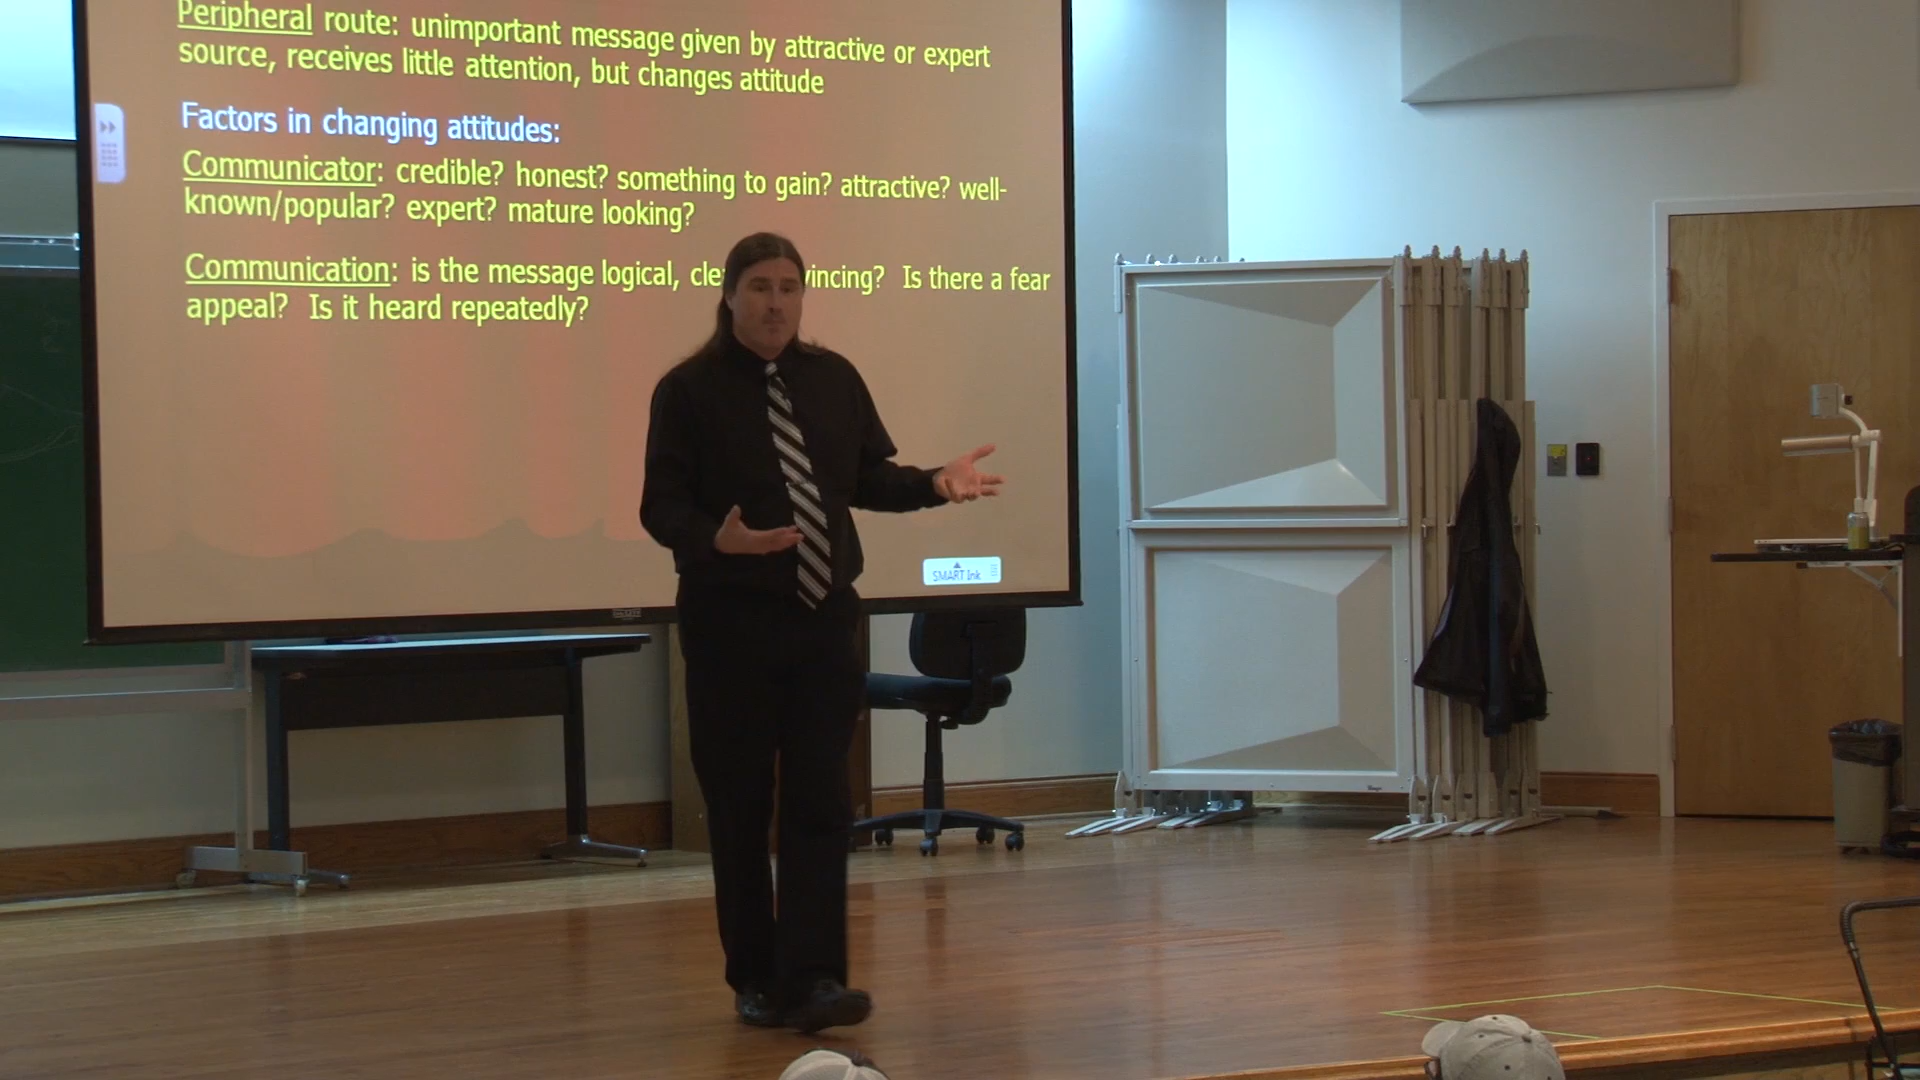 Peripheral route: unimportant message given by attractive or expert
source, receives little attention, but changes attitude
Factors in changing attitudes:
Communicator: credible? honest? something to gain? attractive? well-
known/popular? expert? mature looking?
Communication: is the message logical, cle vincing? Is there a fear
appeal? Is it heard repeatedly?
SMART Ink